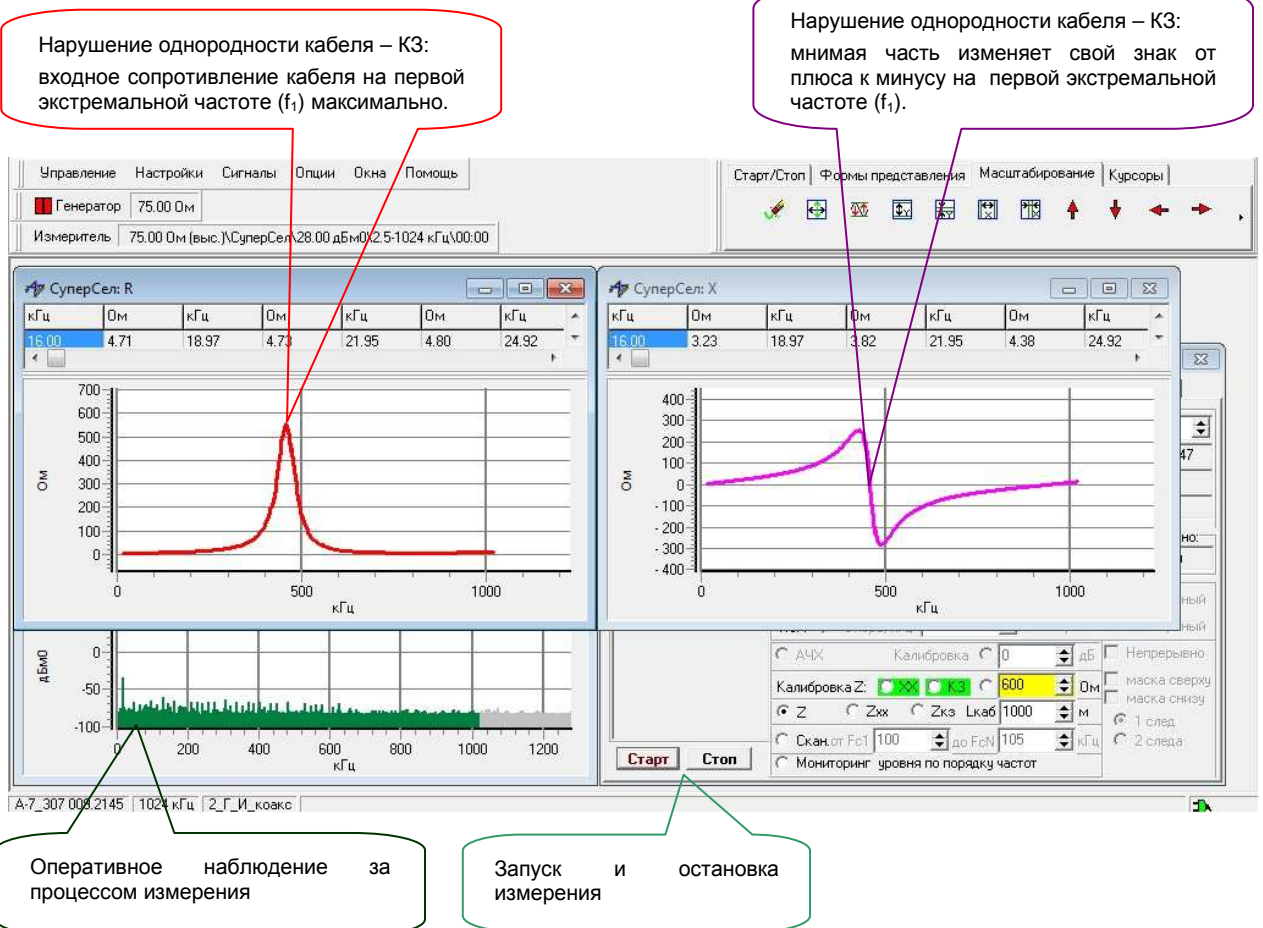 Нарушение однородности кабеля – КЗ:
входное сопротивление кабеля на первой
экстремальной частоте (f₁) максимально.
Нарушение однородности кабеля – КЗ:
мнимая часть изменяет свой знак от
плюса к минусу на первой экстремальной
частоте (f₁).
Управление Настройки Сигналы Опции Окна Помощь
Генератор 75.00 Ом
Измеритель 75.00 Ом (выс.)\СуперСел\28.00 дБм0\2.5-1024 кГц\00:00
Старт/Стоп Формы представления Масштабирование Курсоры
СуперСел: R
кГц Ом кГц Ом кГц Ом кГц
16.00 4.71 18.97 4.73 21.95 4.80 24.92
700
600
500
400
300
200
100
0
Ом
0 500 1000
кГц
СуперСел: X
кГц Ом кГц Ом кГц Ом кГц
16.00 3.23 18.97 3.82 21.95 4.38 24.92
400
300
200
100
0
- 100
- 200
- 300
- 400
Ом
0 500 1000
кГц
47
но:
ный
ный
дБм0
0
-50
-100
0 200 400 600 800 1000 1200
кГц
АЧХ Калибровка 0 дБ Непрерывно
Калибровка Z: ХХ КЗ 600 Ом маска сверху
маска снизу
Z Zхх Zкз Lкаб 1000 м 1 след
Скан. от Fc1 100 до FcN 105 кГц 2 следа
Мониторинг уровня по порядку частот
Старт Стоп
А-7_307 009.2145 1024 кГц 2_Г_И_коакс
Оперативное наблюдение за
процессом измерения
Запуск и остановка
измерения